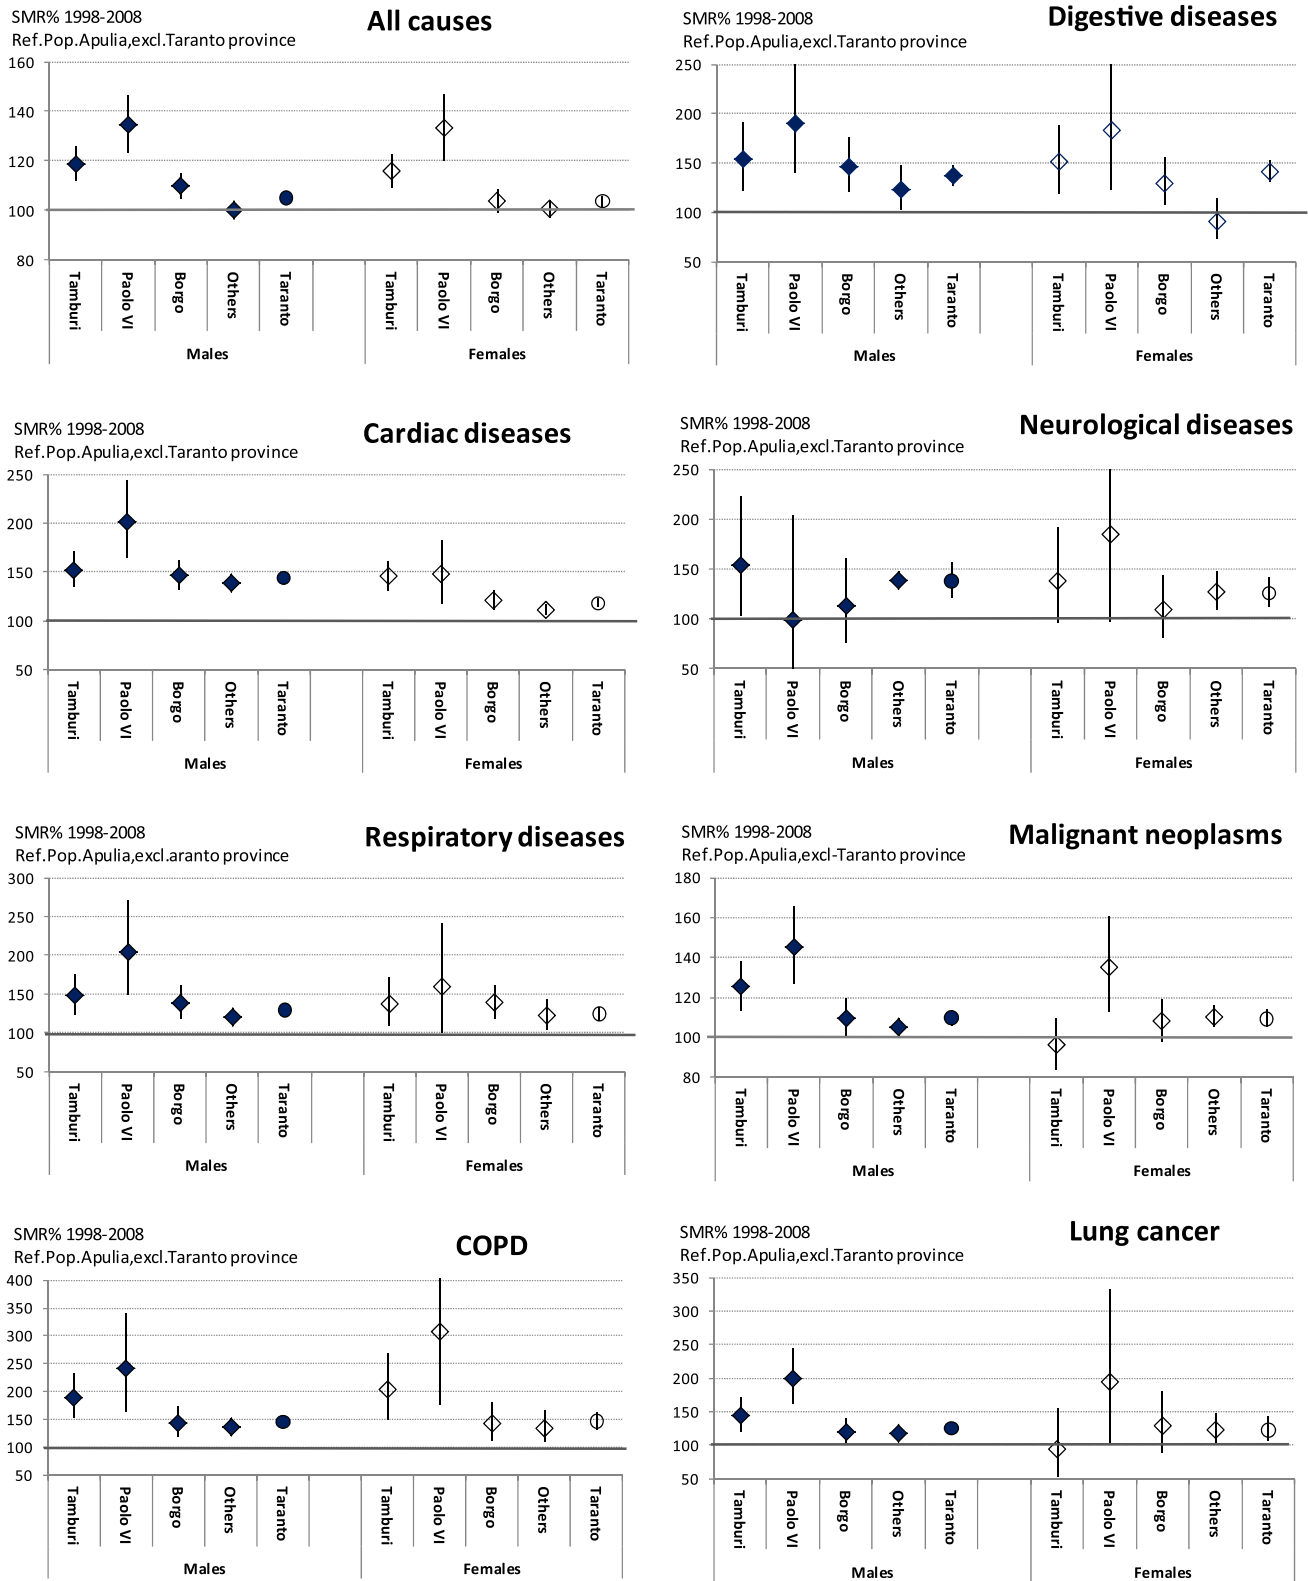 SMR% 1998-2008
Ref.Pop.Apulia,excl.Taranto province
All causes
160
140
120
100
80
Tamburi
Paolo VI
Borgo
Others
Taranto
Tamburi
Paolo VI
Borgo
Others
Taranto
Males
Females
SMR% 1998-2008
Ref.Pop.Apulia,excl.Taranto province
Digestive diseases
250
200
150
100
50
Tamburi
Paolo VI
Borgo
Others
Taranto
Tamburi
Paolo VI
Borgo
Others
Taranto
Males
Females
SMR% 1998-2008
Ref.Pop.Apulia,excl.Taranto province
Cardiac diseases
250
200
150
100
50
Tamburi
Paolo VI
Borgo
Others
Taranto
Tamburi
Paolo VI
Borgo
Others
Taranto
Males
Females
SMR% 1998-2008
Ref.Pop.Apulia,excl.Taranto province
Neurological diseases
250
200
150
100
50
Tamburi
Paolo VI
Borgo
Others
Taranto
Tamburi
Paolo VI
Borgo
Others
Taranto
Males
Females
SMR% 1998-2008
Ref.Pop.Apulia,excl.aranto province
Respiratory diseases
300
250
200
150
100
50
Tamburi
Paolo VI
Borgo
Others
Taranto
Tamburi
Paolo VI
Borgo
Others
Taranto
Males
Females
SMR% 1998-2008
Ref.Pop.Apulia,excl-Taranto province
Malignant neoplasms
180
160
140
120
100
80
Tamburi
Paolo VI
Borgo
Others
Taranto
Tamburi
Paolo VI
Borgo
Others
Taranto
Males
Females
SMR% 1998-2008
Ref.Pop.Apulia,excl.Taranto province
COPD
400
350
300
250
200
150
100
50
Tamburi
Paolo VI
Borgo
Others
Taranto
Tamburi
Paolo VI
Borgo
Others
Taranto
Males
Females
SMR% 1998-2008
Ref.Pop.Apulia,excl.Taranto province
Lung cancer
350
300
250
200
150
100
50
Tamburi
Paolo VI
Borgo
Others
Taranto
Tamburi
Paolo VI
Borgo
Others
Taranto
Males
Females